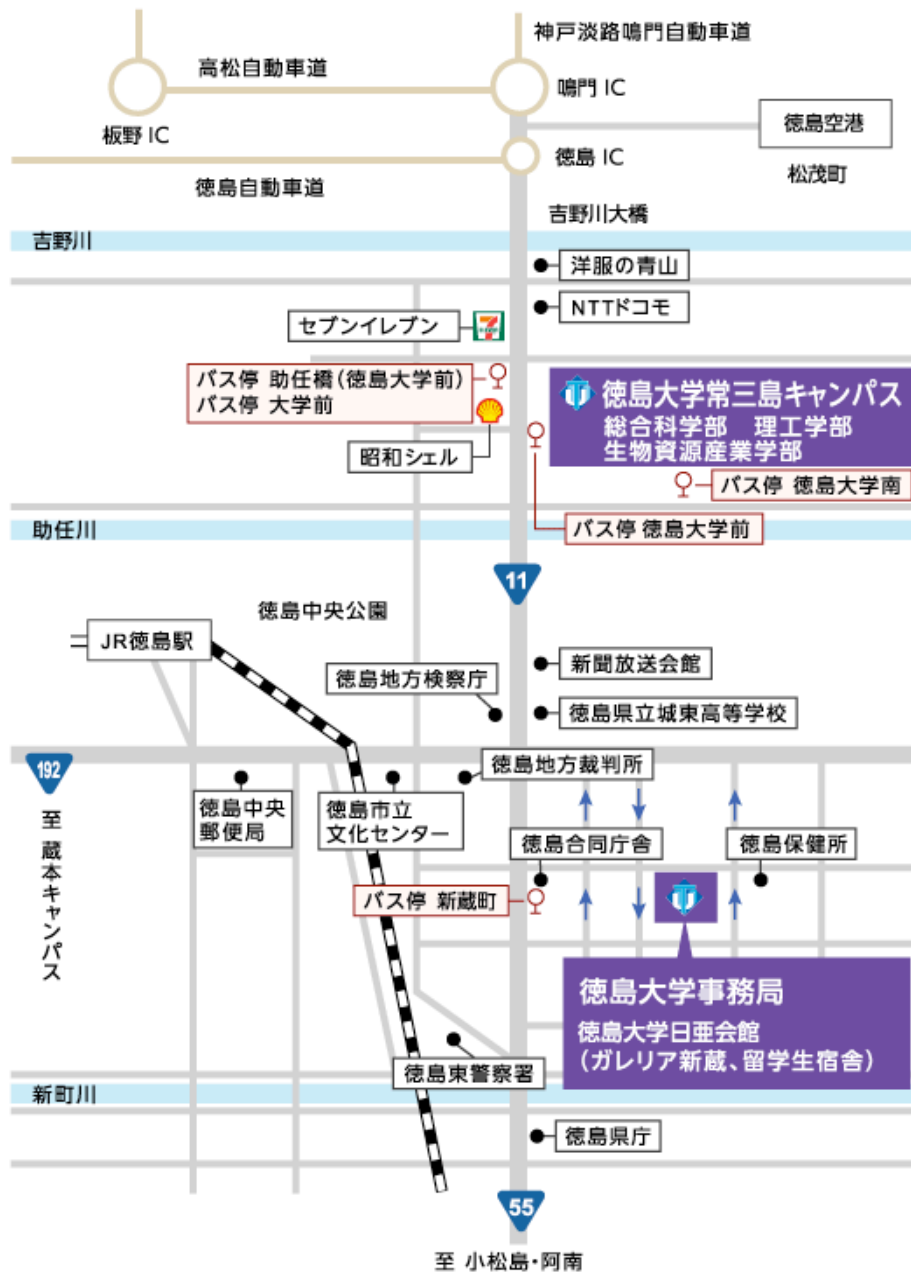 神戸淡路鳴門自動車道
高松自動車道
鳴門 IC
板野 IC
徳島空港
徳島 IC
松茂町
徳島自動車道
吉野川大橋
吉野川
洋服の青山
NTTドコモ
セブンイレブン
バス停 助任橋(徳島大学前)
バス停 大学前
徳島大学常三島キャンパス
総合科学部 理工学部
生物資源産業学部
昭和シェル
バス停 徳島大学南
助任川
バス停 徳島大学前
11
徳島中央公園
JR徳島駅
新聞放送会館
徳島地方検察庁
徳島県立城東高等学校
192
徳島地方裁判所
徳島中央
郵便局
徳島市立
文化センター
徳島合同庁舎
徳島保健所
至 蔵本キャンパス
バス停 新蔵町
徳島大学事務局
徳島大学日亜会館
(ガレリア新蔵、留学生宿舎)
徳島東警察署
新町川
徳島県庁
55
至 小松島・阿南